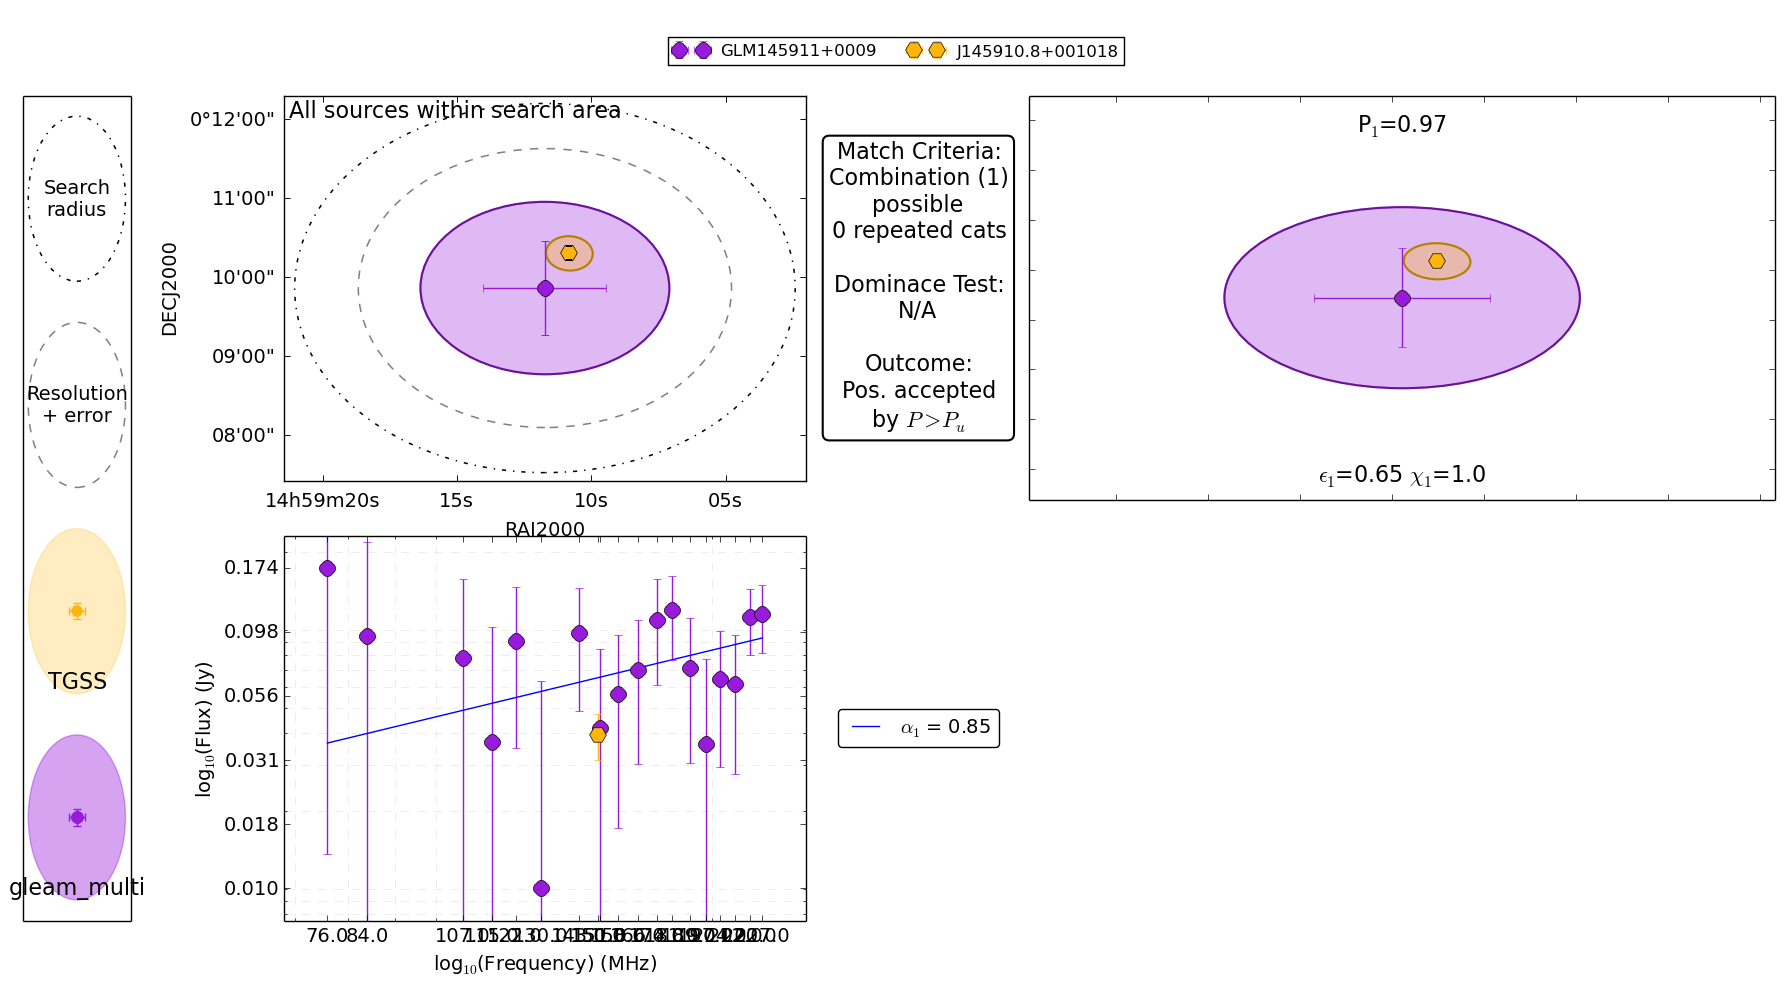 GLM145911+0009
J145910.8+001018
Search
radius
Resolution
+ error
TGSS
gleam_multi
All sources within search area
DECJ2000
0°12'00"
11'00"
10'00"
09'00"
08'00"
14h59m20s
15s
10s
05s
RAJ2000
Match Criteria:
Combination (1)
possible
0 repeated cats
Dominace Test:
N/A
Outcome:
Pos. accepted
by P>Pᵤ
P₁=0.97
ϵ₁=0.65 χ₁=1.0
log₁₀(Flux) (Jy)
0.174
0.098
0.056
0.031
0.018
0.010
76.0
84.0
log₁₀(Frequency) (MHz)
α₁ = 0.85